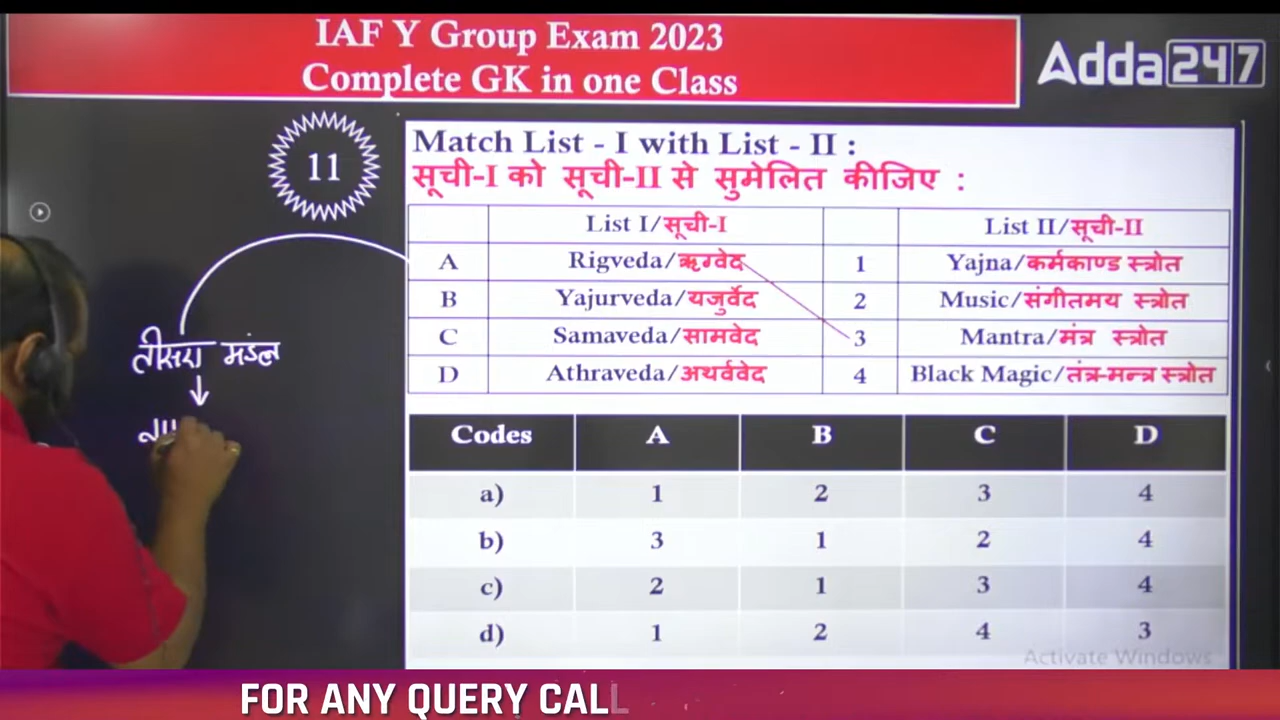 IAF Y Group Exam 2023
Complete GK in one Class
Adda247
11
Match List - I with List - II :
सूची-I को सूची-II से सुमेलित कीजिए :
List I/सूची-I List II/सूची-II
A Rigveda/ऋग्वेद 1 Yajna/कर्मकाण्ड स्त्रोत
B Yajurveda/यजुर्वेद 2 Music/संगीतमय स्त्रोत
C Samaveda/सामवेद 3 Mantra/मंत्र स्त्रोत
D Athraveda/अथर्ववेद 4 Black Magic/तंत्र-मन्त्र स्त्रोत
तीसरा मंडल
Codes A B C D
a) 1 2 3 4
b) 3 1 2 4
c) 2 1 3 4
d) 1 2 4 3
Activate Windows
FOR ANY QUERY CALL